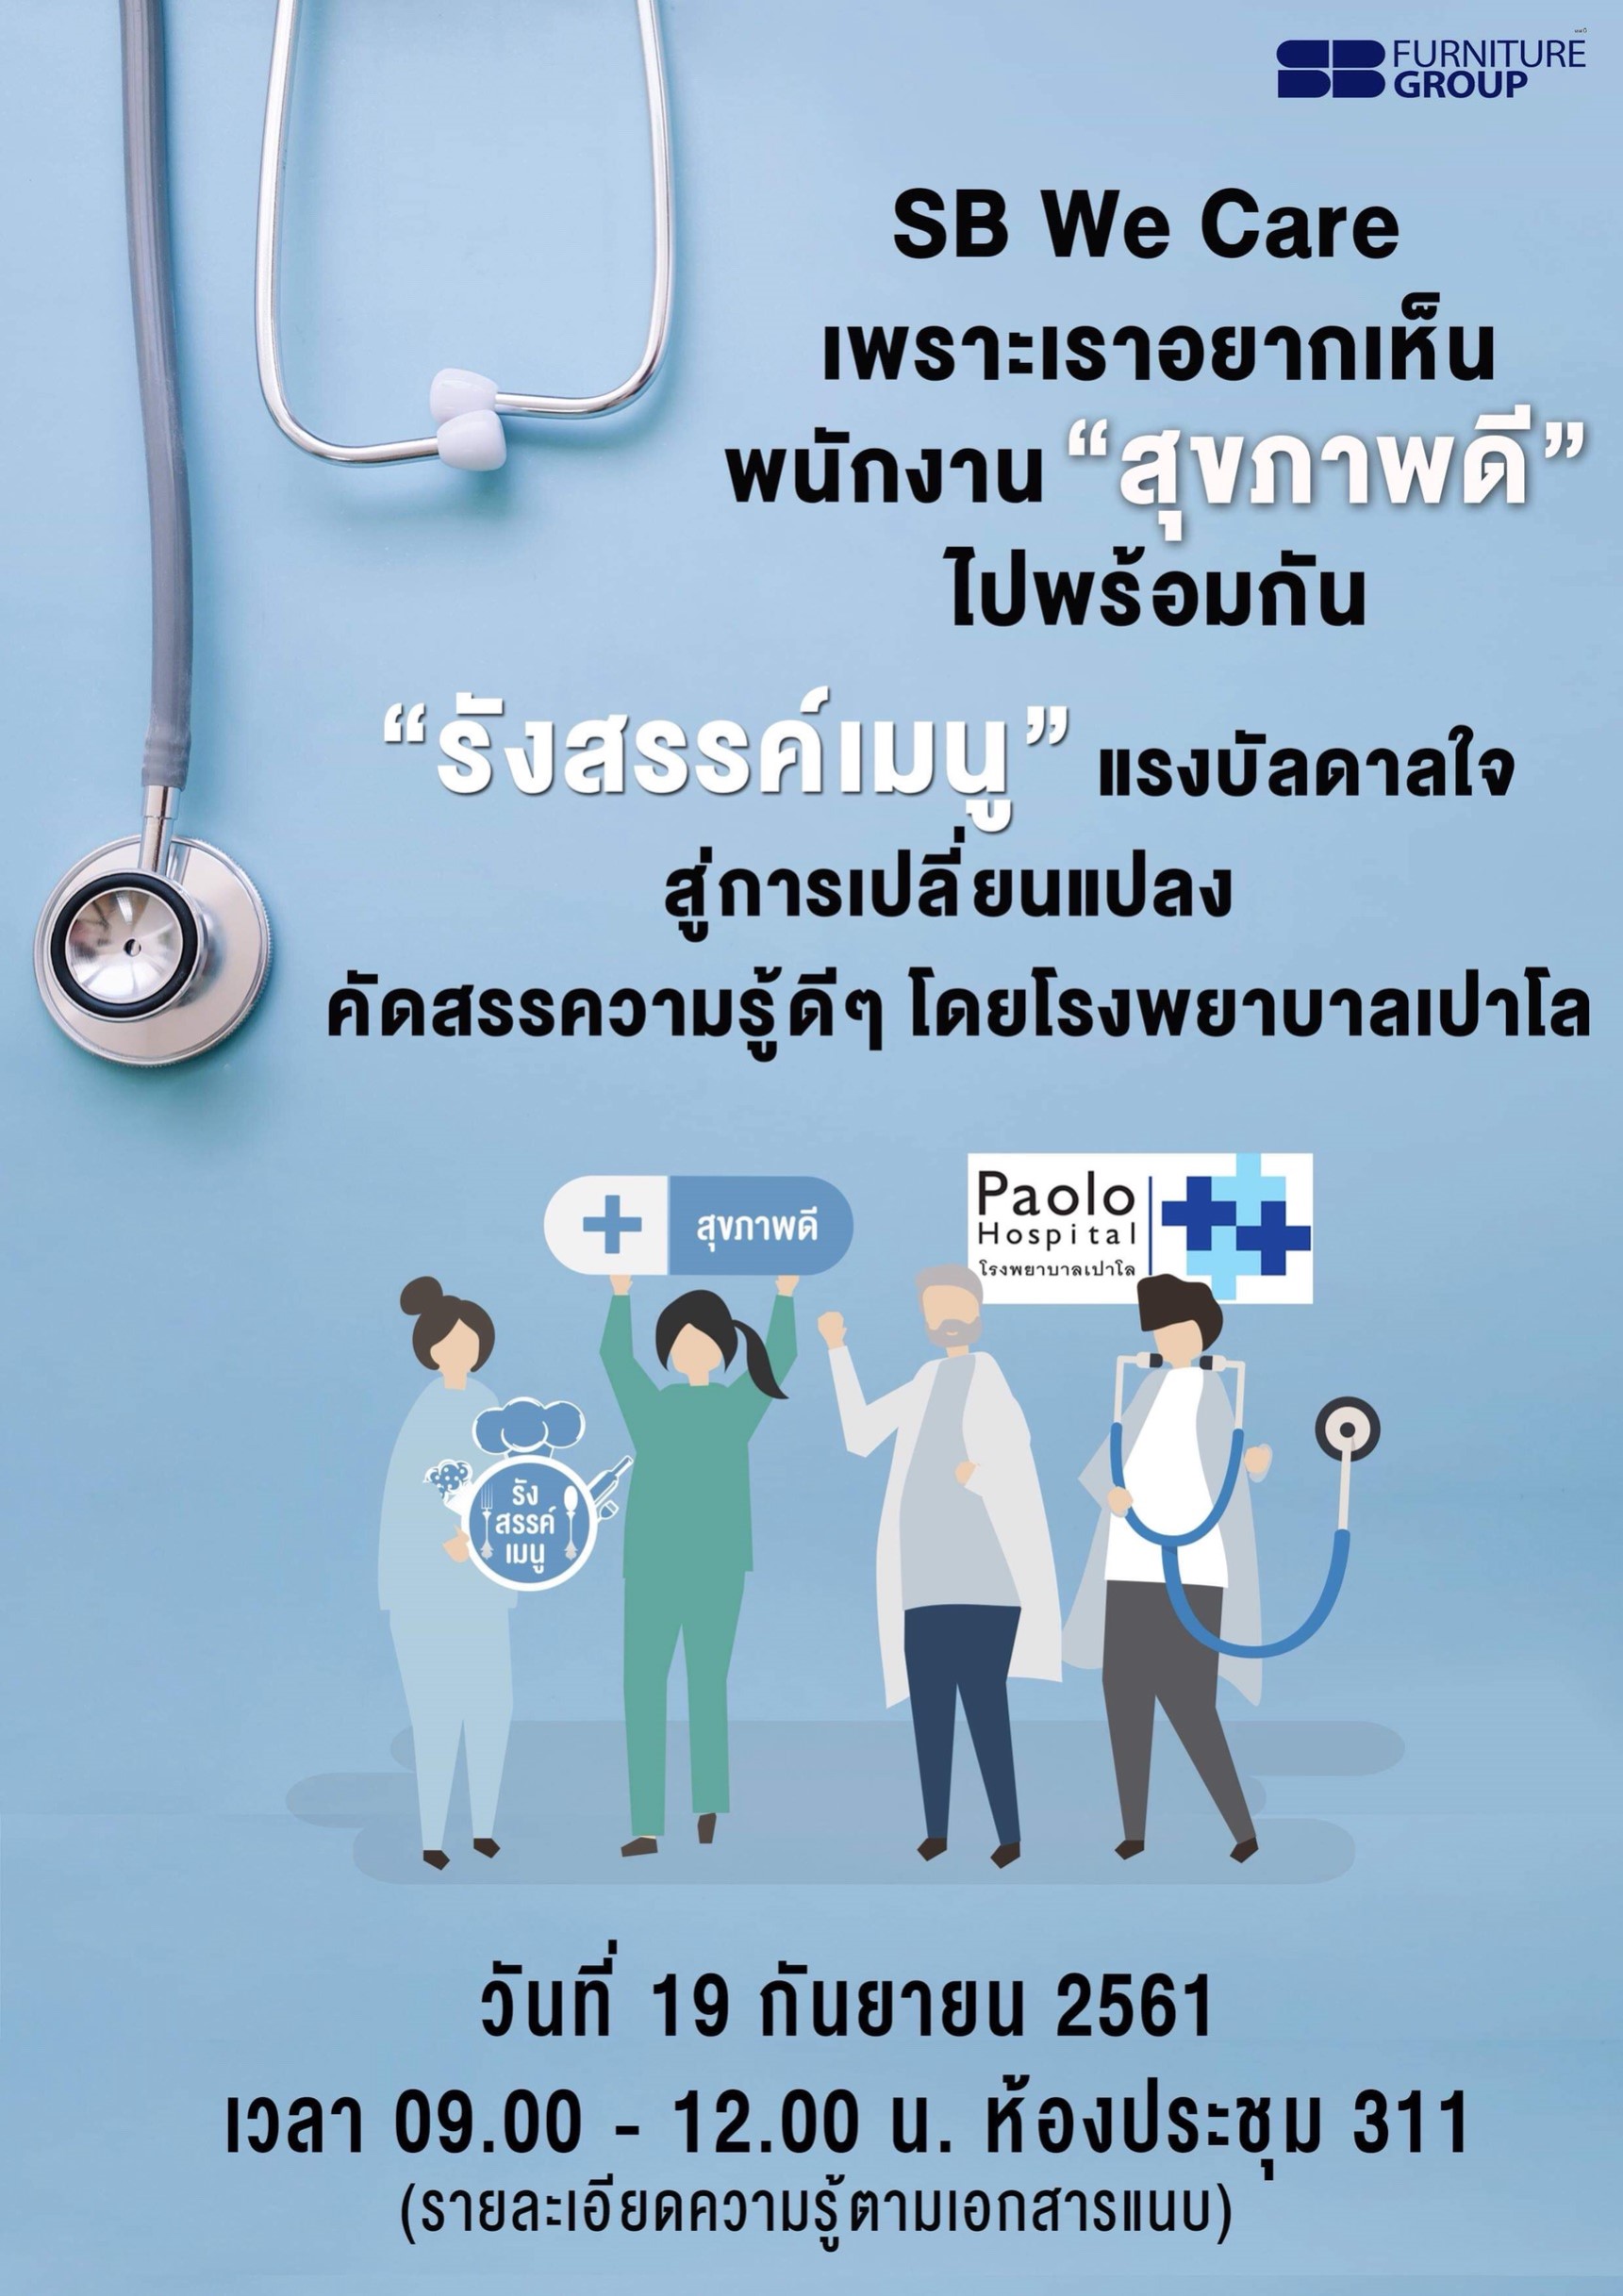 SB FURNITURE
GROUP
SB We Care
เพราะเราอยากเห็น
พนักงาน “สุขภาพดี”
ไปพร้อมกัน
“รังสรรค์เมนู” แรงบัลดาลใจ
สู่การเปลี่ยนแปลง
คัดสรรความรู้ดีๆ โดยโรงพยาบาลเปาโล
สุขภาพดี
Paolo
Hospital
โรงพยาบาลเปาโล
รัง
สรรค์
เมนู
วันที่ 19 กันยายน 2561
เวลา 09.00 - 12.00 น. ห้องประชุม 311
(รายละเอียดความรู้ตามเอกสารแนบ)